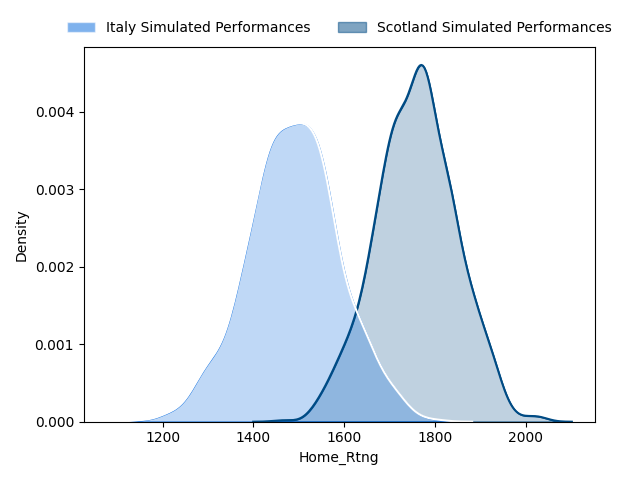 Italy Simulated Performances Scotland Simulated Performances
0.004
0.003
0.002
0.001
0.000
Density
1200 1400 1600 1800 2000
Home_Rtng